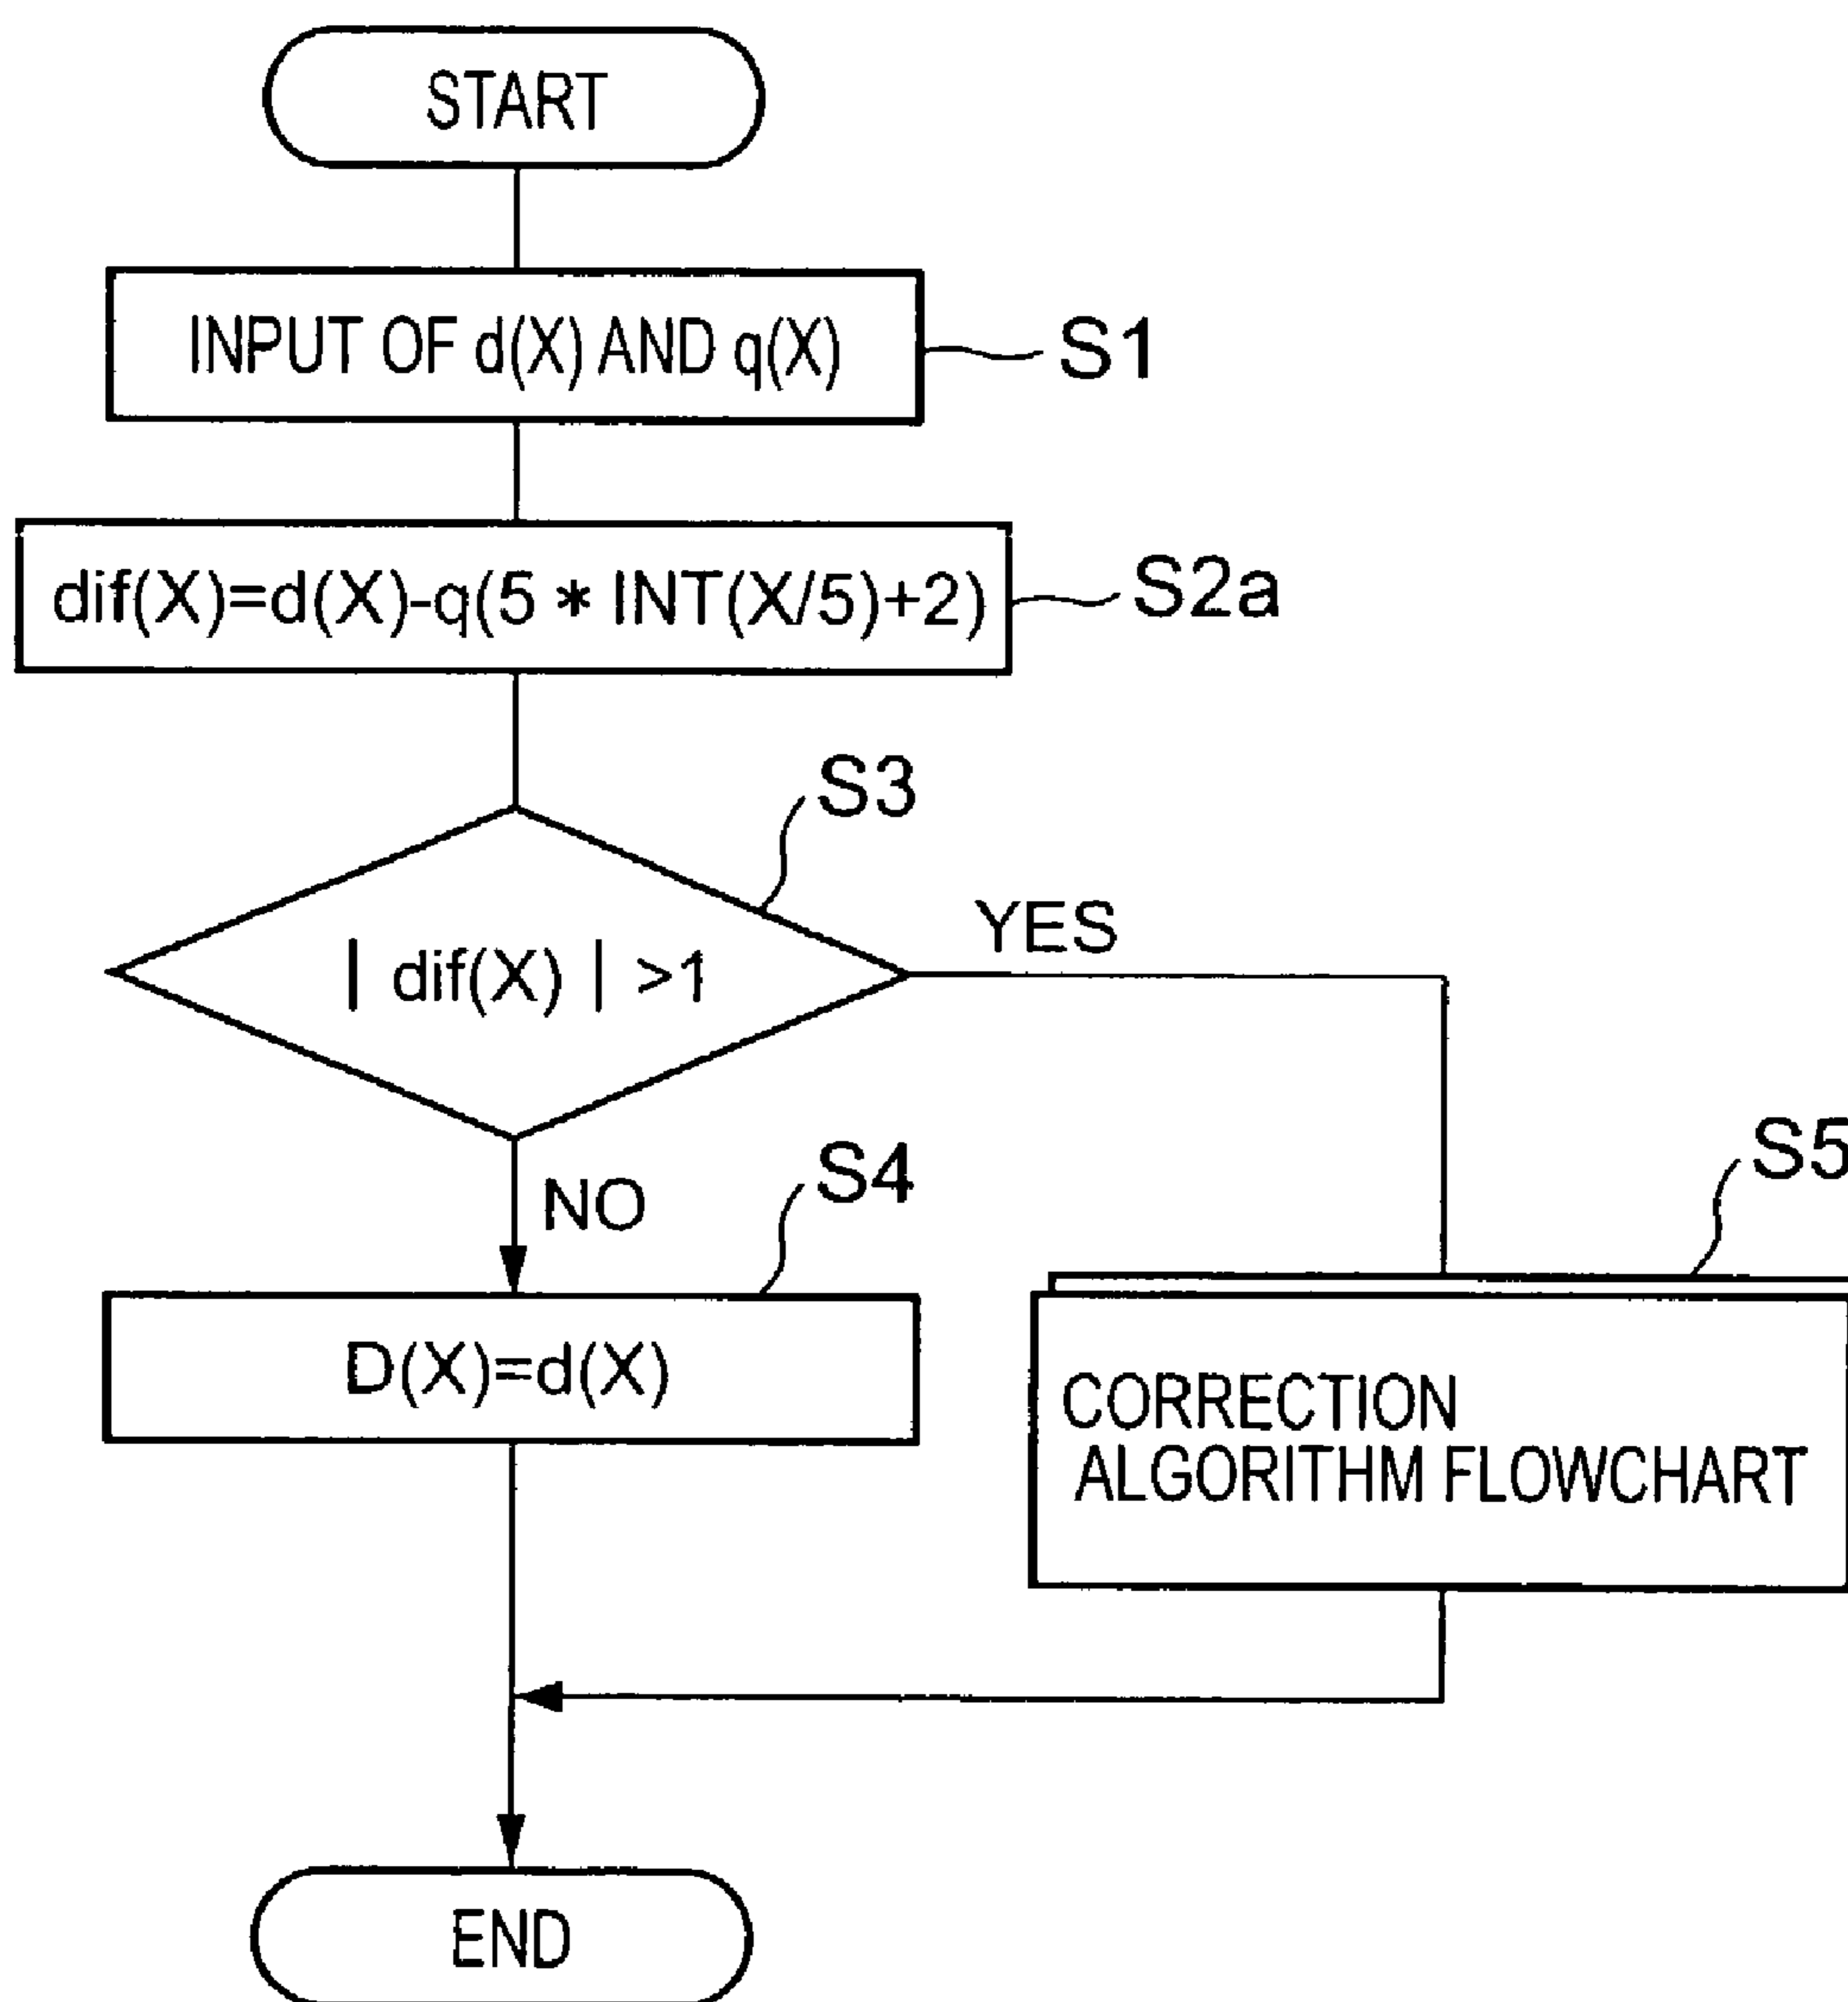 START
INPUT OF d(X) AND q(X)
S1
dif(X)=d(X)-q(5 * INT(X/5)+2)
S2a
S3
| dif(X) | >1
YES
NO
S4
S5
D(X)=d(X)
CORRECTION
ALGORITHM FLOWCHART
END